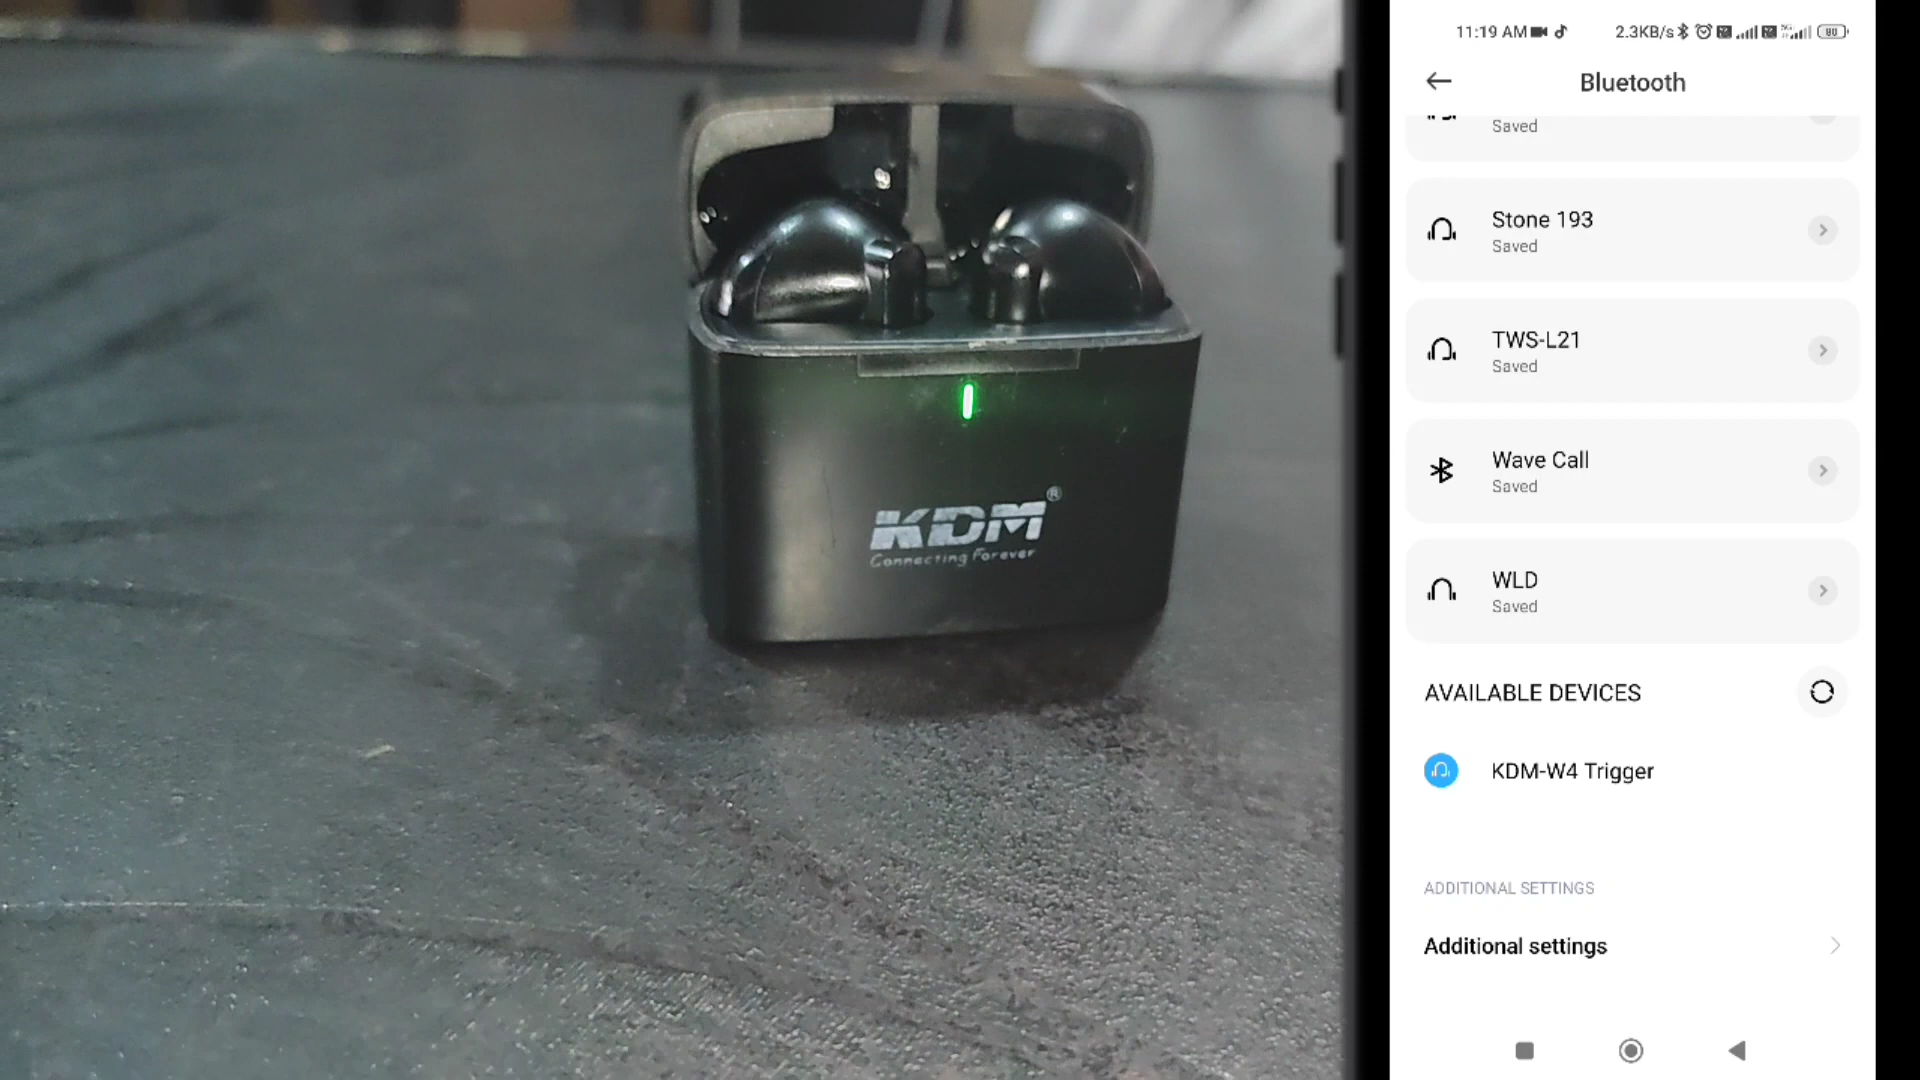 KDM®
Connecting Forever
11:19 AM
2.3KB/s
80
Bluetooth
Saved
Stone 193
Saved
TWS-L21
Saved
Wave Call
Saved
WLD
Saved
AVAILABLE DEVICES
KDM-W4 Trigger
ADDITIONAL SETTINGS
Additional settings